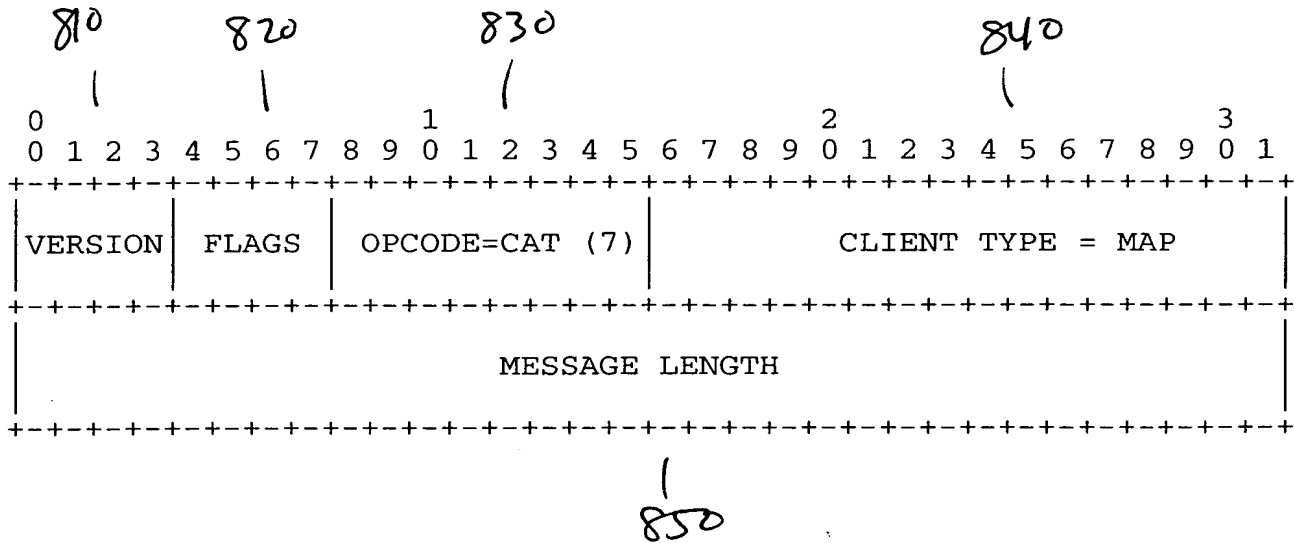 810 820 830 840
0 1 2 3
0 1 2 3 4 5 6 7 8 9 0 1 2 3 4 5 6 7 8 9 0 1 2 3 4 5 6 7 8 9 0 1
+-+-+-+-+-+-+-+-+-+-+-+-+-+-+-+-+-+-+-+-+-+-+-+-+-+-+-+-+-+-+-+-+
|VERSION| FLAGS | OPCODE=CAT (7)| CLIENT TYPE = MAP |
+-+-+-+-+-+-+-+-+-+-+-+-+-+-+-+-+-+-+-+-+-+-+-+-+-+-+-+-+-+-+-+-+
| MESSAGE LENGTH |
+-+-+-+-+-+-+-+-+-+-+-+-+-+-+-+-+-+-+-+-+-+-+-+-+-+-+-+-+-+-+-+-+
850